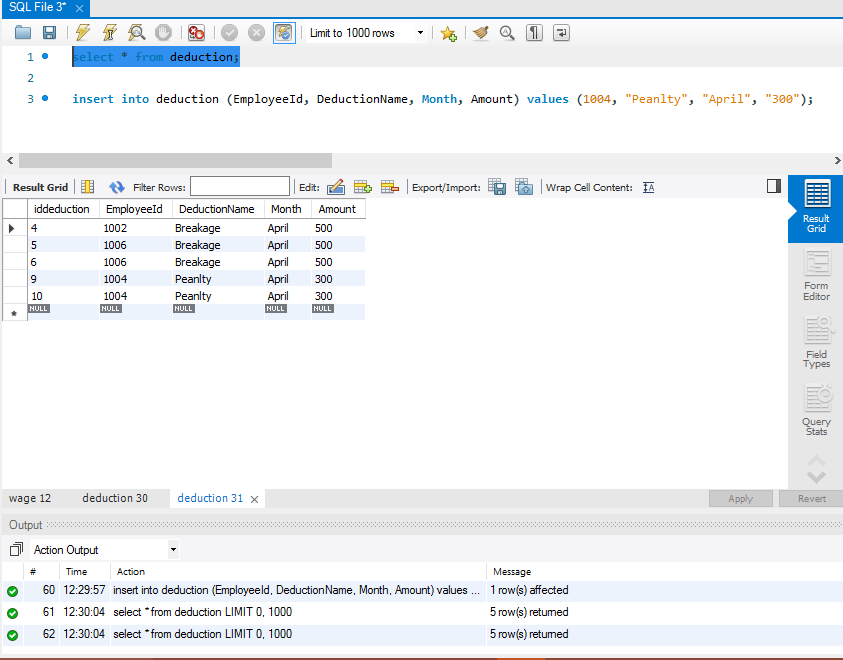 SQL File 3*
Limit to 1000 rows
1 select * from deduction;
2
3 insert into deduction (EmployeeId, DeductionName, Month, Amount) values (1004, "Peanlty", "April", "300");
Result Grid Filter Rows: Edit: Export/Import: Wrap Cell Content:
iddeduction EmployeeId DeductionName Month Amount
4 1002 Breakage April 500
5 1006 Breakage April 500
6 1006 Breakage April 500
9 1004 Peanlty April 300
10 1004 Peanlty April 300
NULL NULL NULL NULL NULL
Result
Grid
Form
Editor
Field
Types
Query
Stats
wage 12 deduction 30 deduction 31 Apply Revert
Output
Action Output
# Time Action Message
60 12:29:57 insert into deduction (EmployeeId, DeductionName, Month, Amount) values ... 1 row(s) affected
61 12:30:04 select * from deduction LIMIT 0, 1000 5 row(s) returned
62 12:30:04 select * from deduction LIMIT 0, 1000 5 row(s) returned